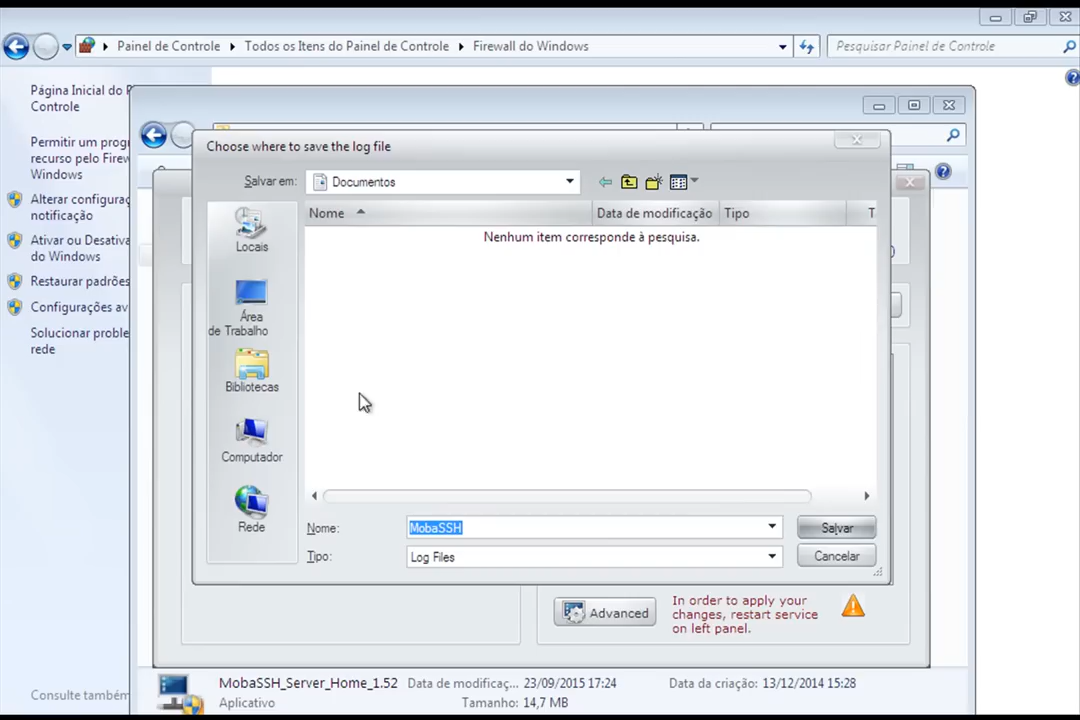 Painel de Controle
Todos os Itens do Painel de Controle
Firewall do Windows
Pesquisar Painel de Controle
Página Inicial do P
Controle
Permitir um progr
recurso pelo Firew
Windows
Alterar configuraç
notificação
Ativar ou Desativa
do Windows
Restaurar padrões
Configurações av
Solucionar proble
rede
Consulte também
Choose where to save the log file
Salvar em:
Documentos
Nome
Data de modificação
Tipo
T
Nenhum item corresponde à pesquisa.
Locais
Área
de Trabalho
Bibliotecas
Computador
Rede
Nome:
MobaSSH
Salvar
Tipo:
Log Files
Cancelar
Advanced
In order to apply your
changes, restart service
on left panel.
MobaSSH_Server_Home_1.52
Data de modificaç... 23/09/2015 17:24
Data da criação: 13/12/2014 15:28
Aplicativo
Tamanho: 14,7 MB